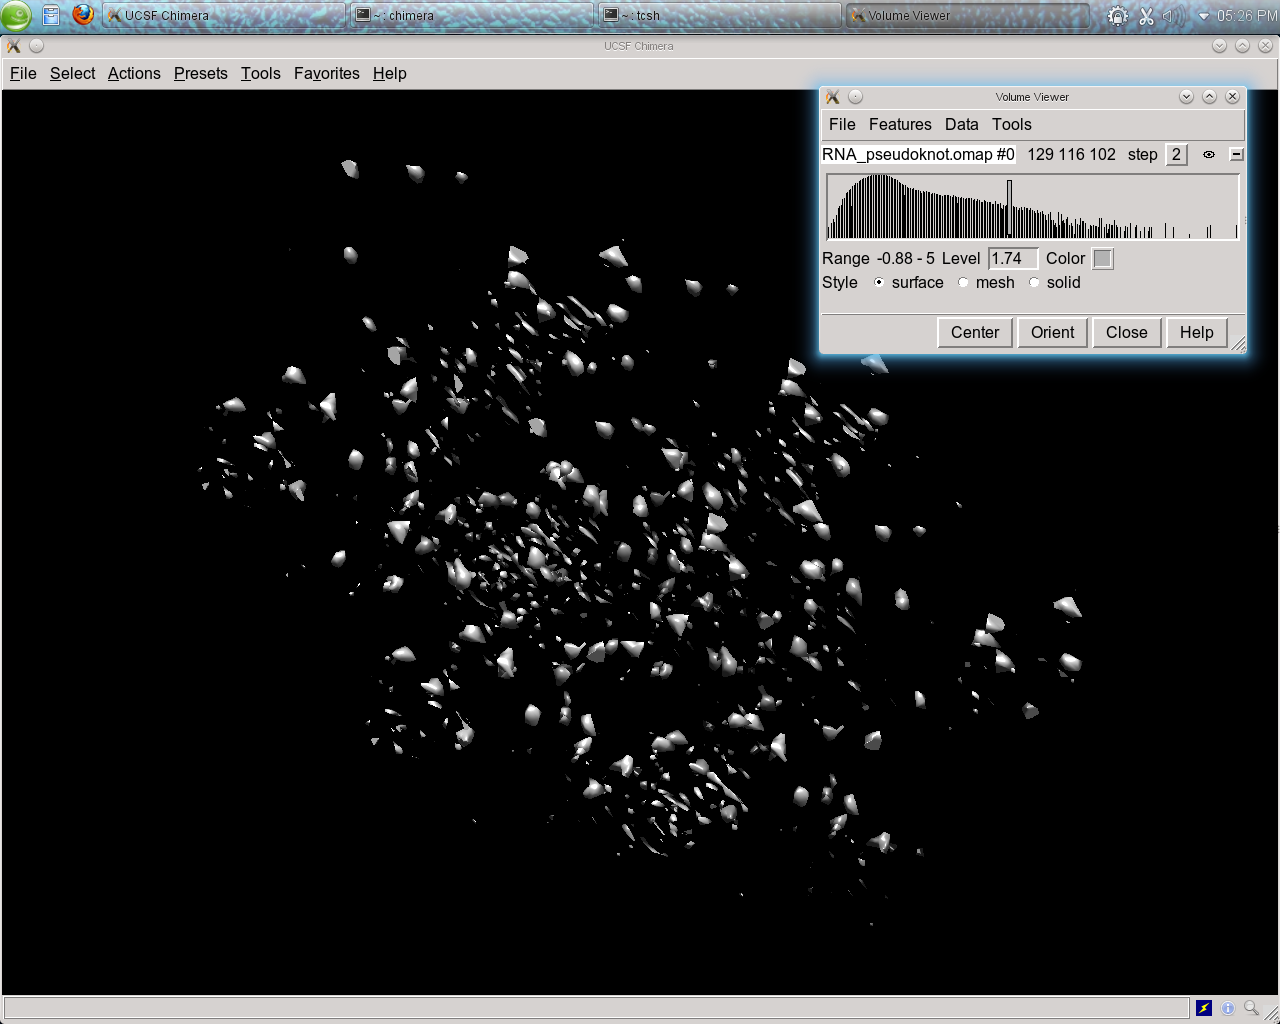 UCSF Chimera
~ : chimera
~ : tcsh
Volume Viewer
05:26 PM
UCSF Chimera
File Select Actions Presets Tools Favorites Help
Volume Viewer
File Features Data Tools
RNA_pseudoknot.omap #0 129 116 102 step 2
Range -0.88 - 5 Level 1.74 Color
Style surface mesh solid
Center Orient Close Help